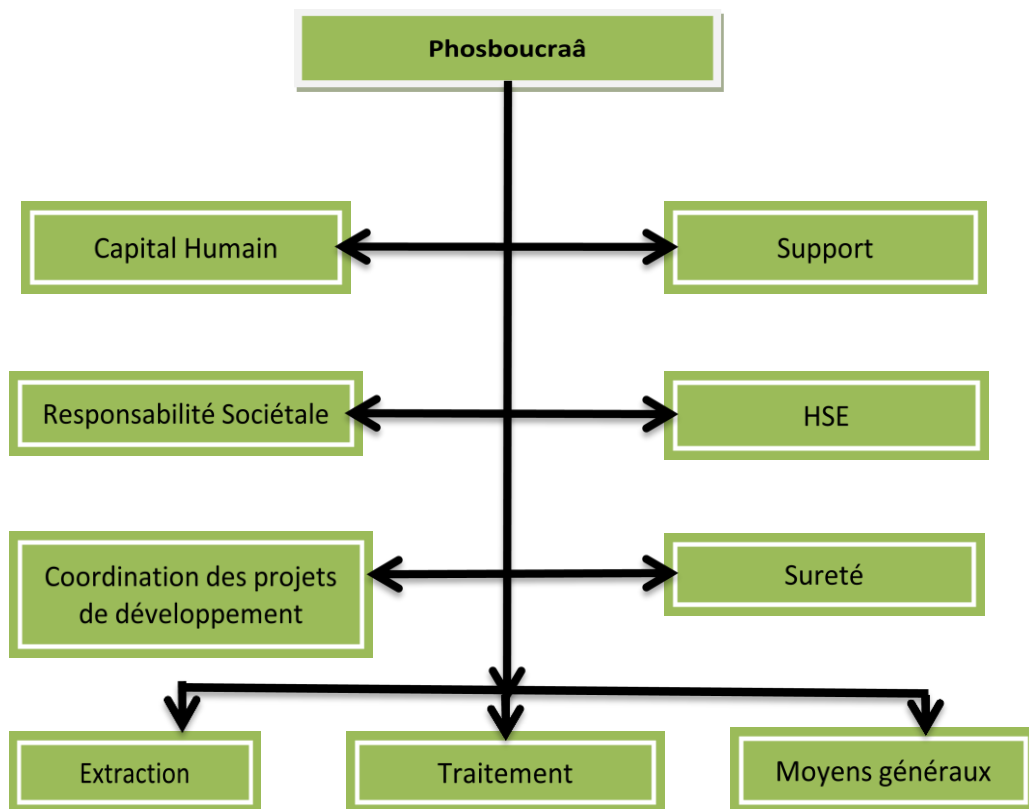 Phosboucraâ
Capital Humain
Support
Responsabilité Sociétale
HSE
Coordination des projets
de développement
Sureté
Extraction
Traitement
Moyens généraux